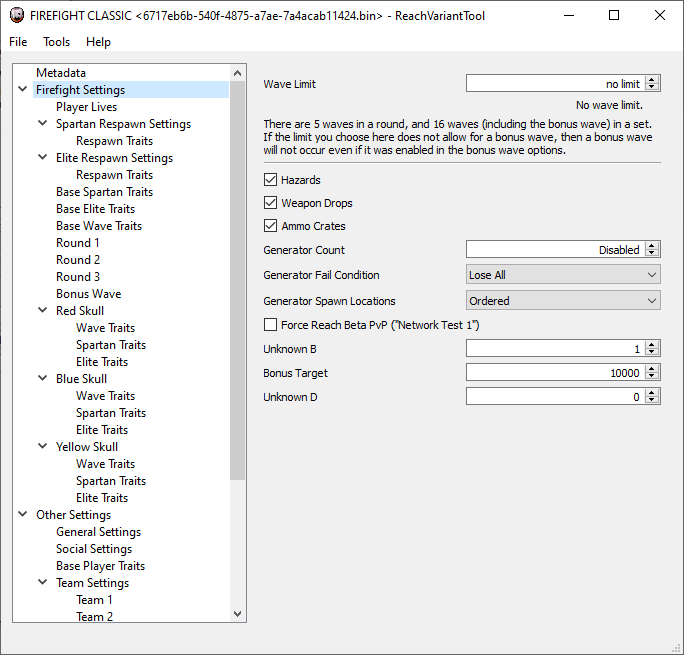 FIREFIGHT CLASSIC <6717eb6b-540f-4875-a7ae-7a4acab11424.bin> - ReachVariantTool
File Tools Help
Metadata
Firefight Settings
Player Lives
Spartan Respawn Settings
Respawn Traits
Elite Respawn Settings
Respawn Traits
Base Spartan Traits
Base Elite Traits
Base Wave Traits
Round 1
Round 2
Round 3
Bonus Wave
Red Skull
Wave Traits
Spartan Traits
Elite Traits
Blue Skull
Wave Traits
Spartan Traits
Elite Traits
Yellow Skull
Wave Traits
Spartan Traits
Elite Traits
Other Settings
General Settings
Social Settings
Base Player Traits
Team Settings
Team 1
Team 2
Wave Limit no limit
No wave limit.
There are 5 waves in a round, and 16 waves (including the bonus wave) in a set.
If the limit you choose here does not allow for a bonus wave, then a bonus wave
will not occur even if it was enabled in the bonus wave options.
Hazards
Weapon Drops
Ammo Crates
Generator Count Disabled
Generator Fail Condition Lose All
Generator Spawn Locations Ordered
Force Reach Beta PvP ("Network Test 1")
Unknown B 1
Bonus Target 10000
Unknown D 0